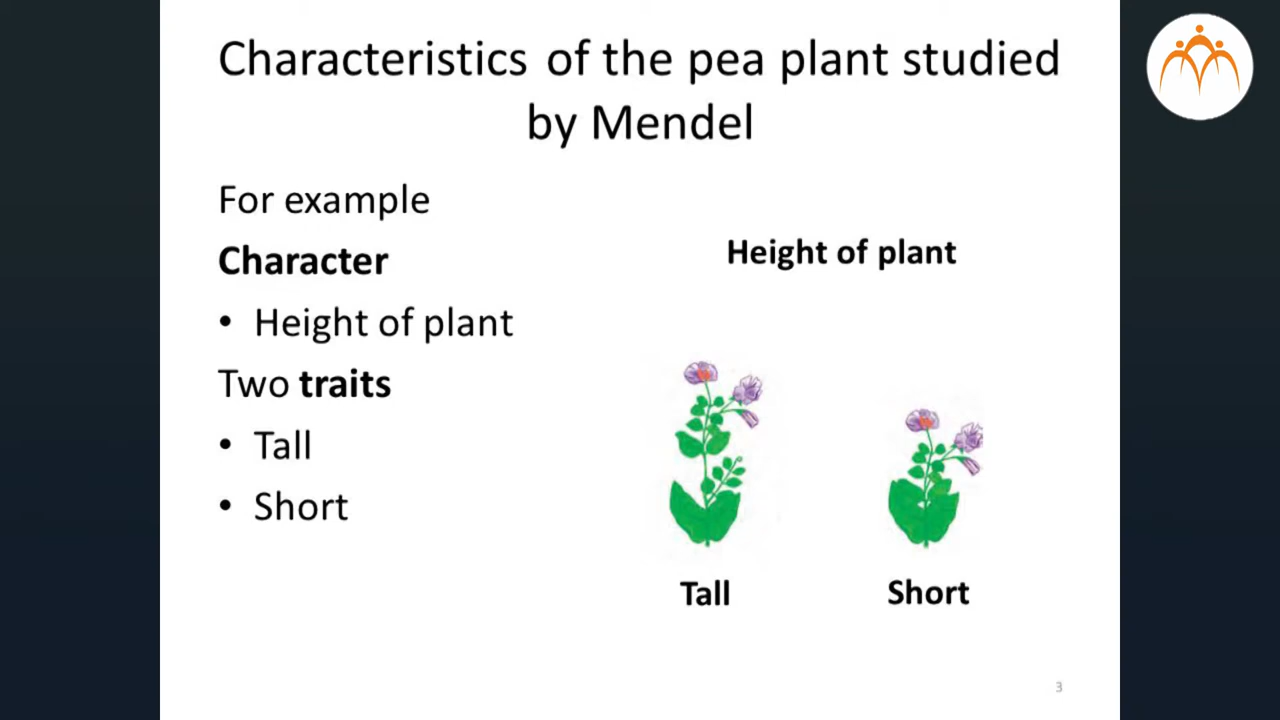 Characteristics of the pea plant studied
by Mendel
For example
Character
• Height of plant
Two traits
• Tall
• Short
Height of plant
Tall
Short
3